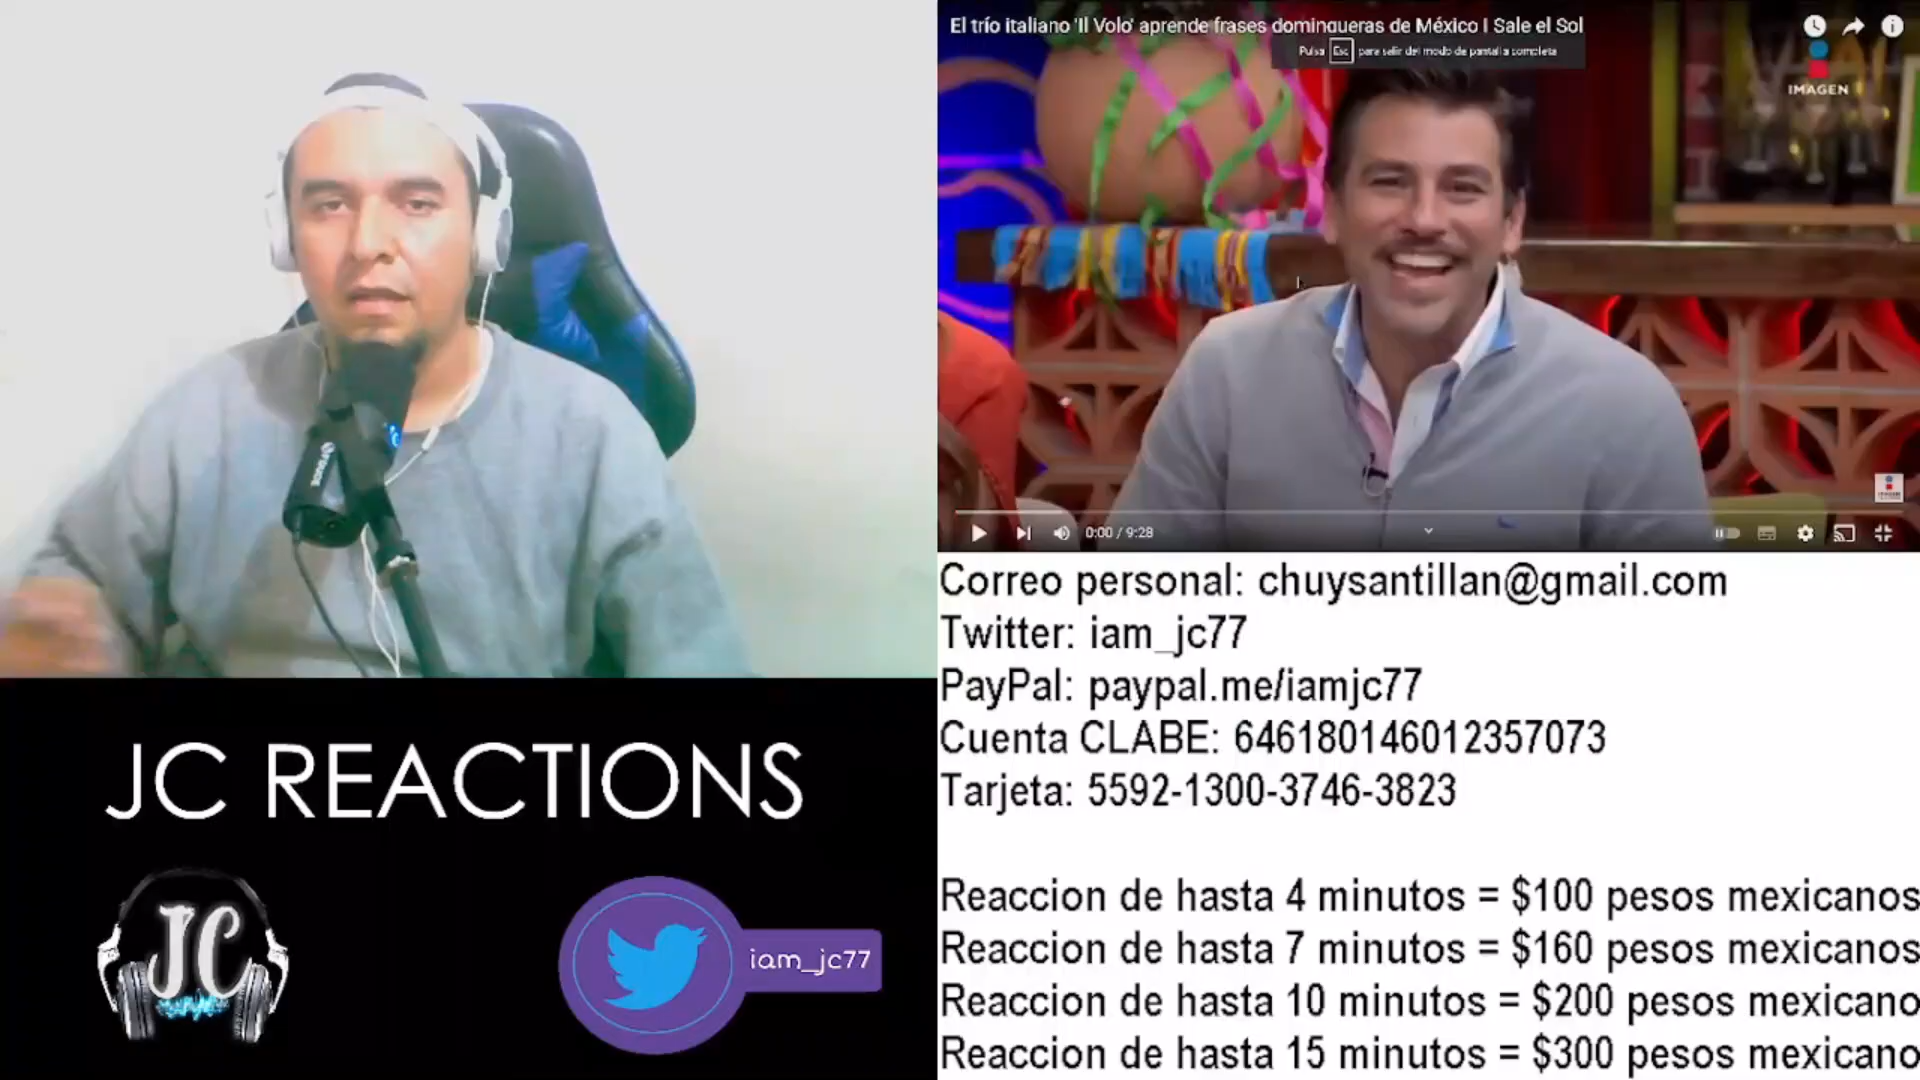 El trío italiano 'Il Volo' aprende frases domingueras de México I Sale el Sol
Pulsa Esc para salir del modo de pantalla completa
IMAGEN
0:00 / 9:28
Correo personal: chuysantillan@gmail.com
Twitter: iam_jc77
PayPal: paypal.me/iamjc77
Cuenta CLABE: 646180146012357073
Tarjeta: 5592-1300-3746-3823
Reaccion de hasta 4 minutos = $100 pesos mexicanos
Reaccion de hasta 7 minutos = $160 pesos mexicanos
Reaccion de hasta 10 minutos = $200 pesos mexicano
Reaccion de hasta 15 minutos = $300 pesos mexicano
JC REACTIONS
JC
iam_jc77